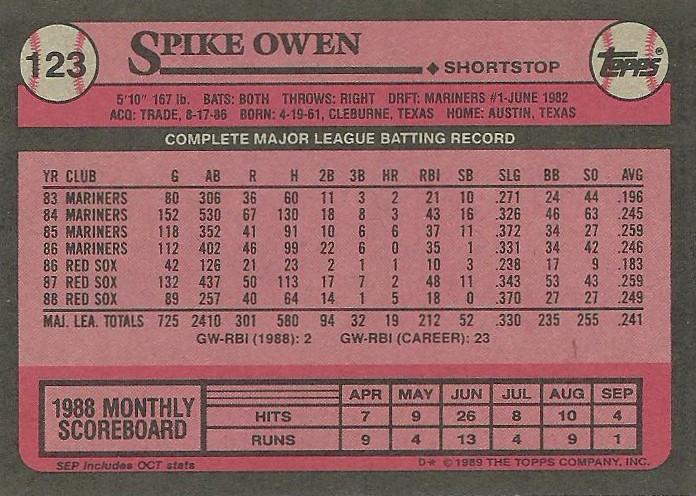 123
SPIKE OWEN
◆ SHORTSTOP
TOPPS®
5'10" 167 lb. BATS: BOTH THROWS: RIGHT DRFT: MARINERS #1-JUNE 1982
ACQ: TRADE, 8-17-86 BORN: 4-19-61, CLEBURNE, TEXAS HOME: AUSTIN, TEXAS
COMPLETE MAJOR LEAGUE BATTING RECORD
YR CLUB G AB R H 2B 3B HR RBI SB SLG BB SO AVG
83 MARINERS 80 306 36 60 11 3 2 21 10 .271 24 44 .196
84 MARINERS 152 530 67 130 18 8 3 43 16 .326 46 63 .245
85 MARINERS 118 352 41 91 10 6 6 37 11 .372 34 27 .259
86 MARINERS 112 402 46 99 22 6 0 35 1 .331 34 42 .246
86 RED SOX 42 126 21 23 2 1 1 10 3 .238 17 9 .183
87 RED SOX 132 437 50 113 17 7 2 48 11 .343 53 43 .259
88 RED SOX 89 257 40 64 14 1 5 18 0 .370 27 27 .249
MAJ. LEA. TOTALS 725 2410 301 580 94 32 19 212 52 .330 235 255 .241
GW-RBI (1988): 2 GW-RBI (CAREER): 23
1988 MONTHLY
SCOREBOARD
APR MAY JUN JUL AUG SEP
HITS 7 9 26 8 10 4
RUNS 9 4 13 4 9 1
SEP includes OCT stats
D* © 1989 THE TOPPS COMPANY, INC.